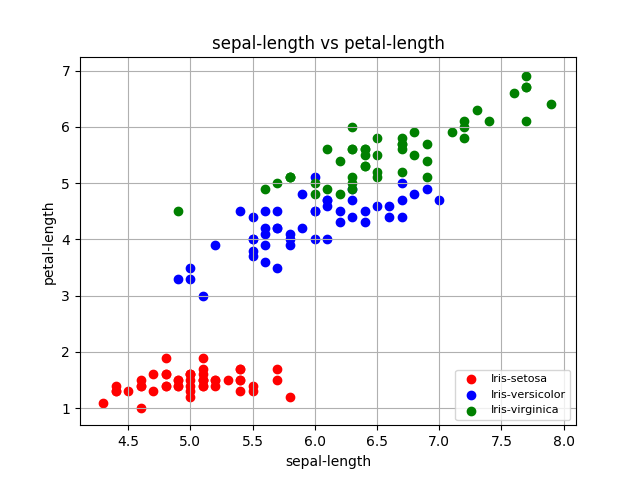 sepal-length vs petal-length
7
6
5
4
3
2
1
petal-length
4.5 5.0 5.5 6.0 6.5 7.0 7.5 8.0
sepal-length
Iris-setosa
Iris-versicolor
Iris-virginica